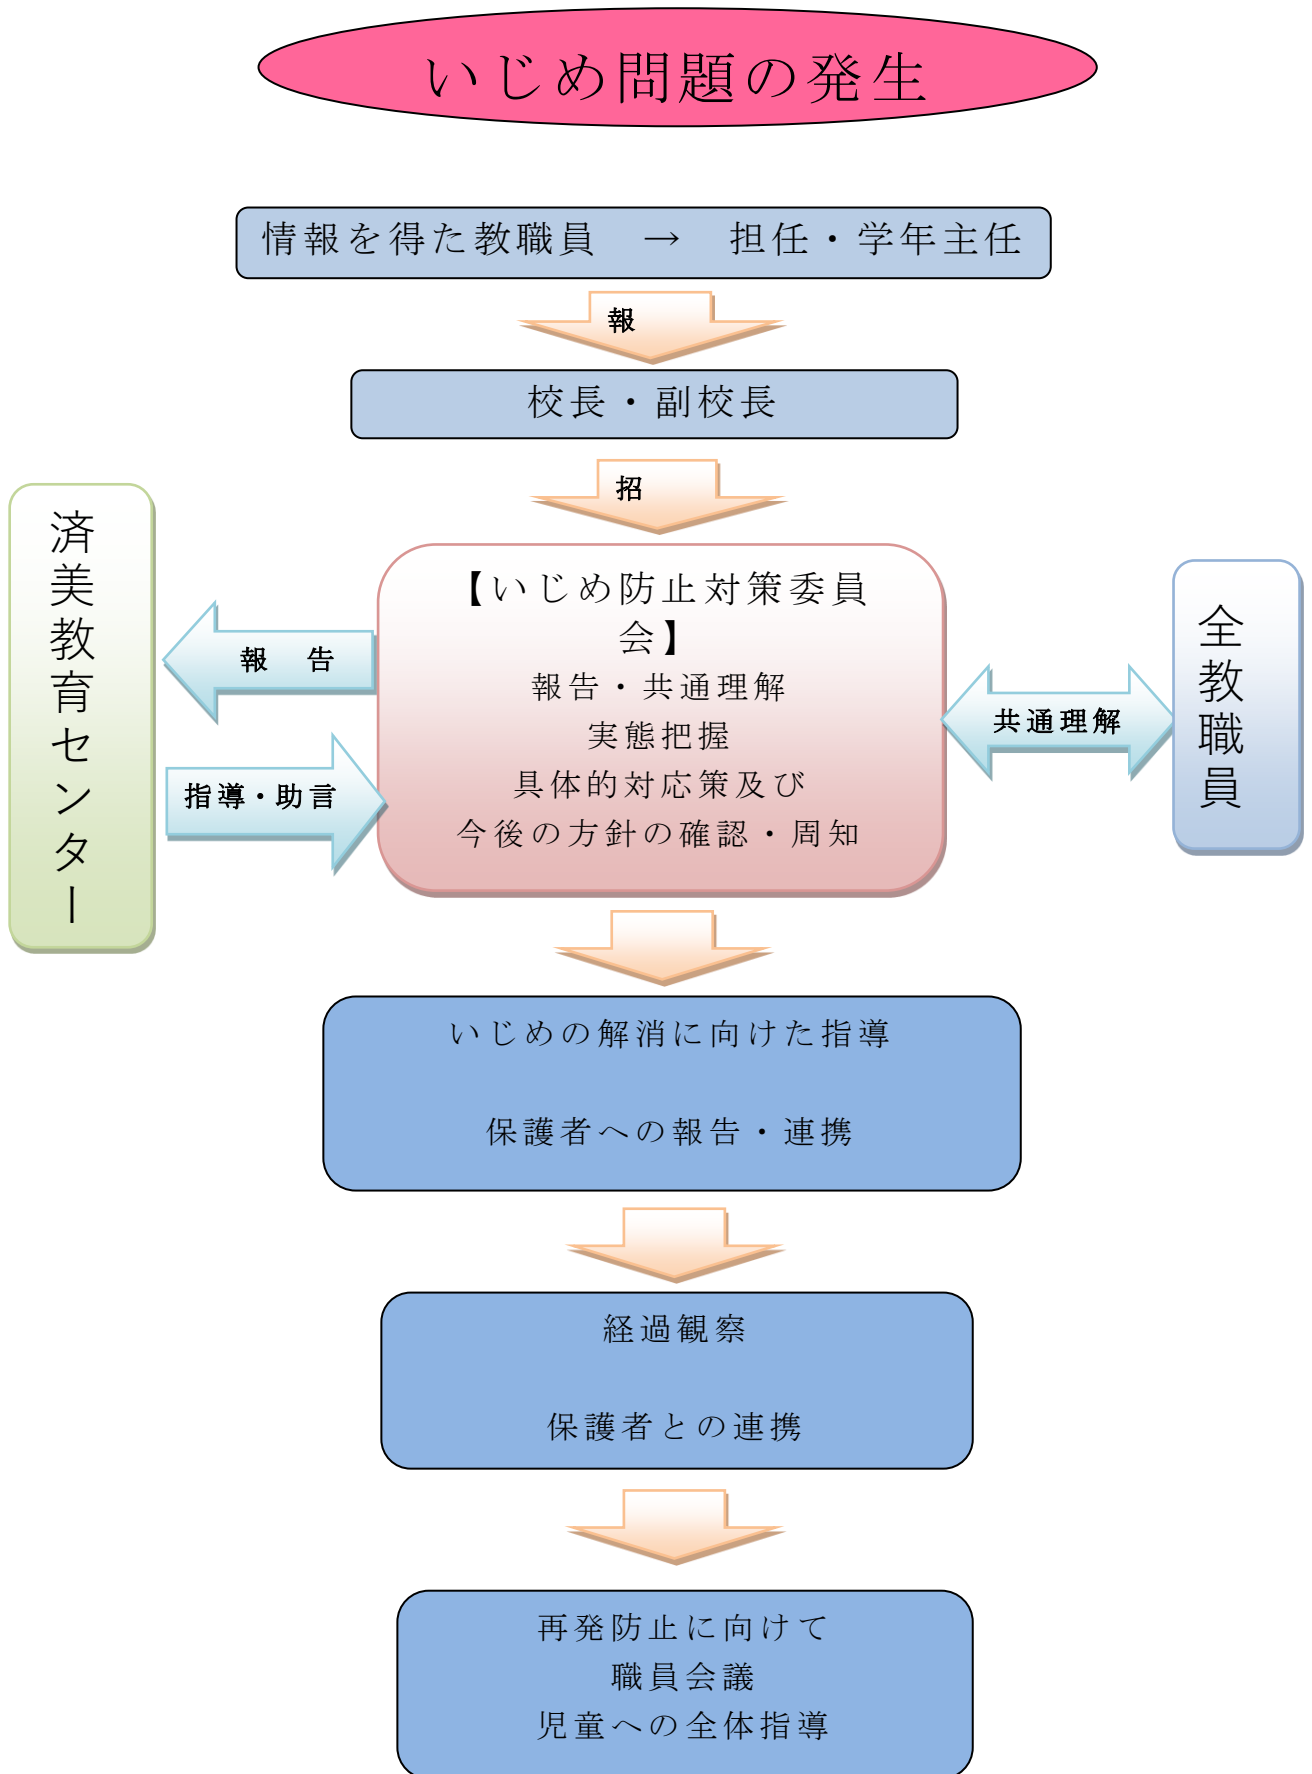 いじめ問題の発生
情報を得た教職員　→　担任・学年主任
報
校長・副校長
招
済美教育センター
報　告
指導・助言
【いじめ防止対策委員
会】
報告・共通理解
実態把握
具体的対応策及び
今後の方針の確認・周知
共通理解
全教職員
いじめの解消に向けた指導
保護者への報告・連携
経過観察
保護者との連携
再発防止に向けて
職員会議
児童への全体指導